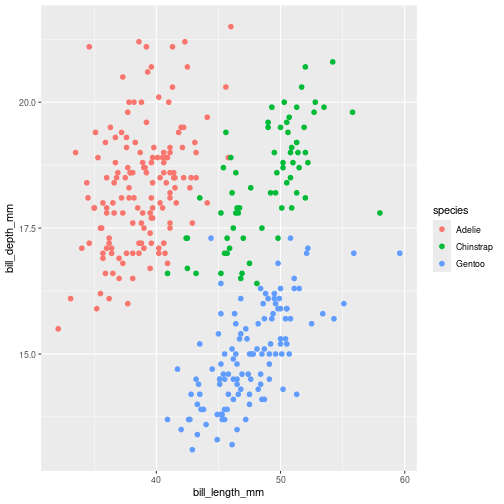 20.0
17.5
15.0
bill_depth_mm
40
50
60
bill_length_mm
species
Adelie
Chinstrap
Gentoo